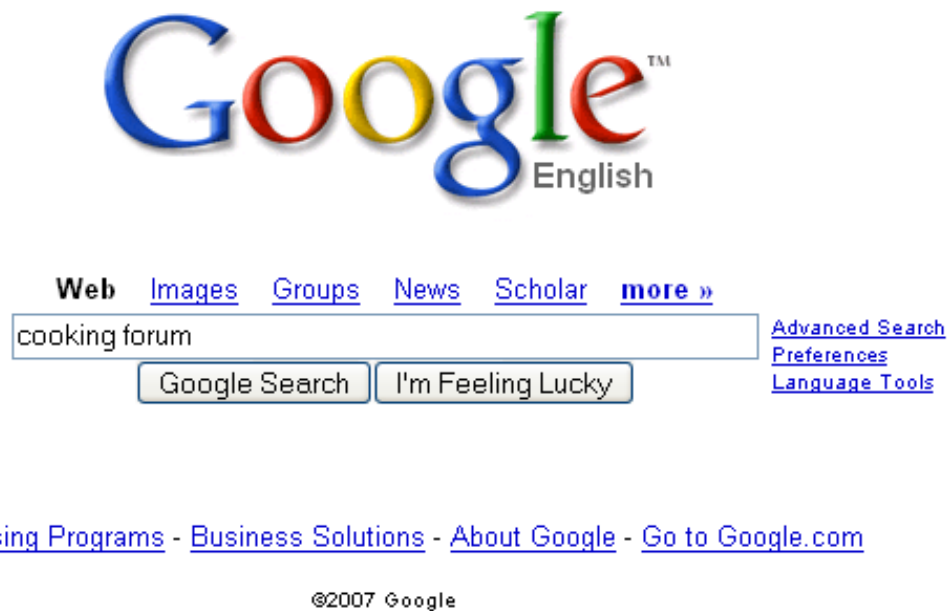 Google™
English
Web Images Groups News Scholar more »
cooking forum
Advanced Search
Preferences
Language Tools
Google Search I'm Feeling Lucky
Programs - Business Solutions - About Google - Go to Google.com
©2007 Google